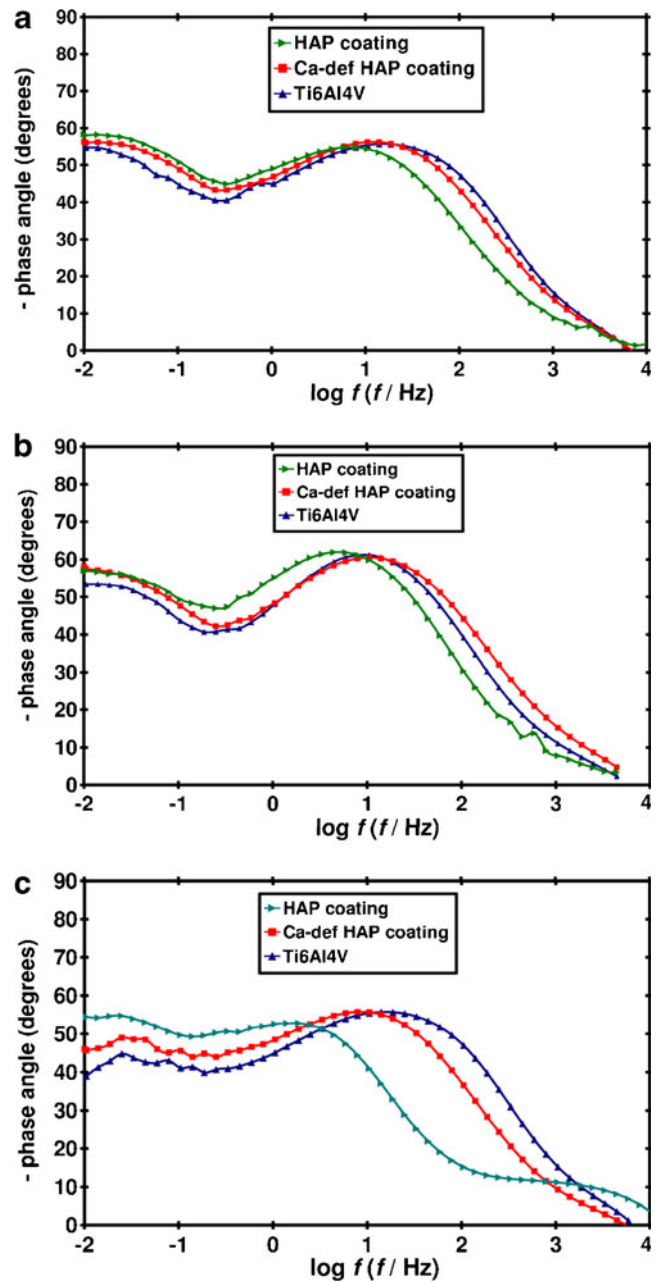 a
90
80
70
60
50
40
30
20
10
0
- phase angle (degrees)
HAP coating
Ca-def HAP coating
Ti6Al4V
-2 -1 0 1 2 3 4
log f (f / Hz)
b
90
80
70
60
50
40
30
20
10
0
- phase angle (degrees)
HAP coating
Ca-def HAP coating
Ti6Al4V
-2 -1 0 1 2 3 4
log f (f / Hz)
c
90
80
70
60
50
40
30
20
10
0
- phase angle (degrees)
HAP coating
Ca-def HAP coating
Ti6Al4V
-2 -1 0 1 2 3 4
log f (f / Hz)